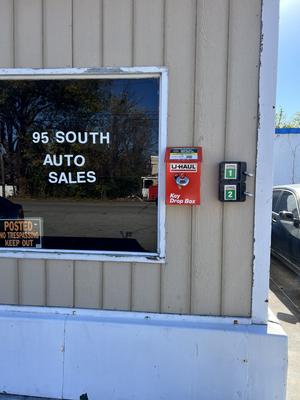 95 SOUTH
AUTO
SALES
POSTED
NO TRESPASSING
KEEP OUT
U-HAUL
Key
Drop Box
1
2